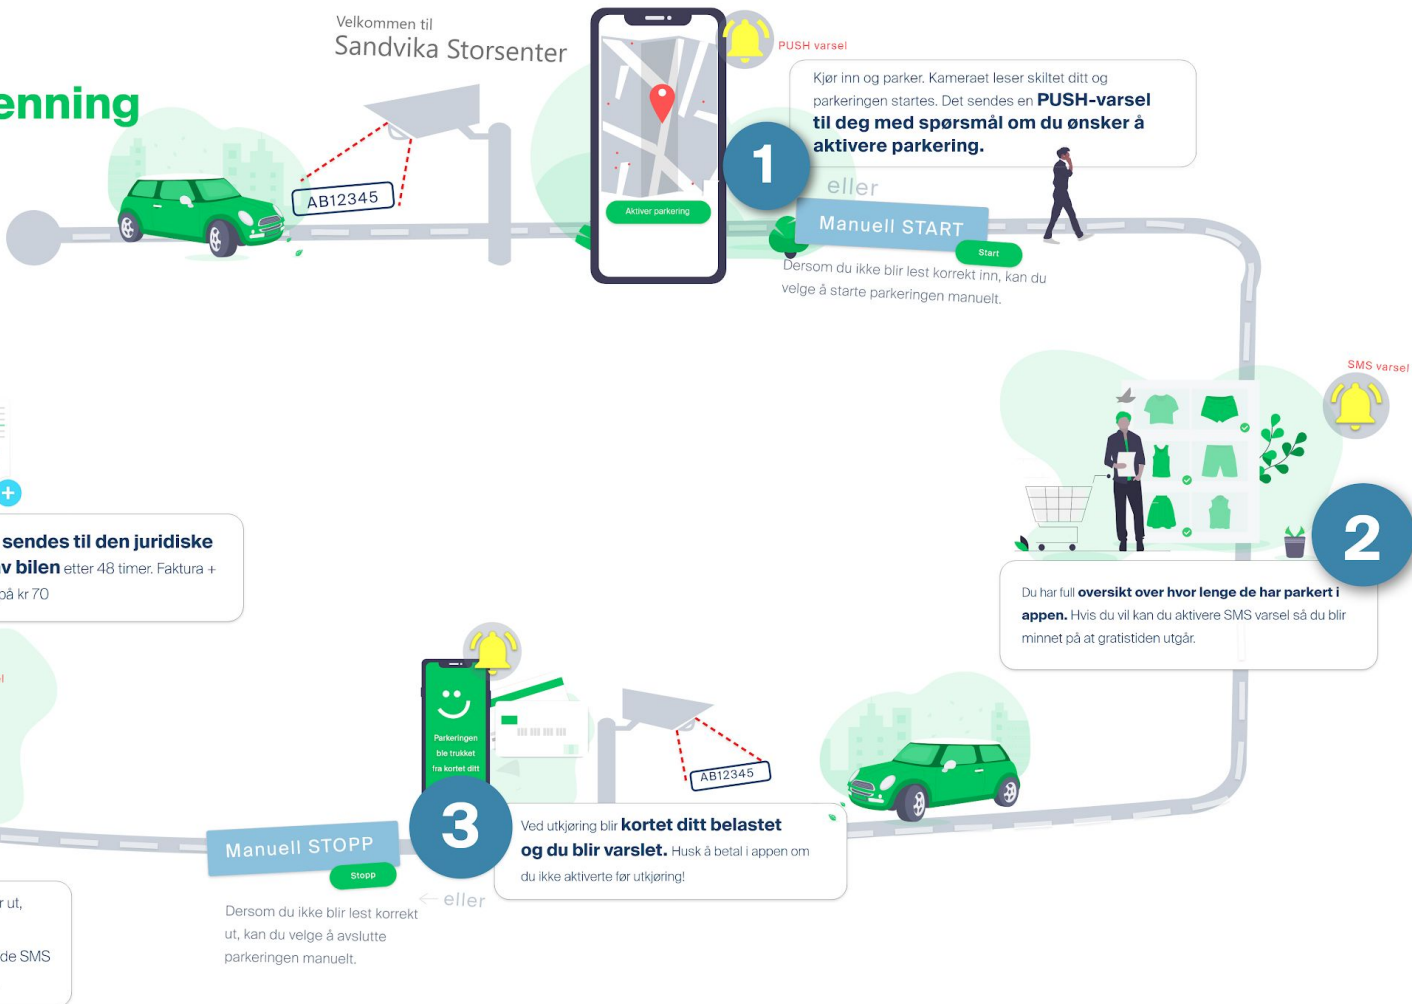 Velkommen til
Sandvika Storsenter
enning
AB12345
Aktiver parkering
PUSH varsel
Kjør inn og parker. Kameraet leser skiltet ditt og
parkeringen startes. Det sendes en PUSH-varsel
til deg med spørsmål om du ønsker å
aktivere parkering.
1
eller
Manuell START
Start
Dersom du ikke blir lest korrekt inn, kan du
velge å starte parkeringen manuelt.
SMS varsel
2
Du har full oversikt over hvor lenge de har parkert i
appen. Hvis du vil kan du aktivere SMS varsel så du blir
minnet på at gratistiden utgår.
AB12345
Parkeringen
ble trukket
fra kortet ditt
3
Ved utkjøring blir kortet ditt belastet
og du blir varslet. Husk å betal i appen om
du ikke aktiverte før utkjøring!
← eller
Manuell STOPP
Stopp
Dersom du ikke blir lest korrekt
ut, kan du velge å avslutte
parkeringen manuelt.
+
sendes til den juridiske
v bilen etter 48 timer. Faktura +
på kr 70
el
r ut,
de SMS